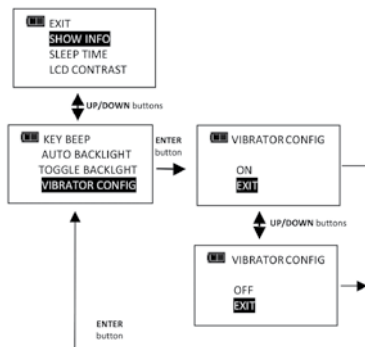 EXIT
SHOW INFO
SLEEP TIME
LCD CONTRAST
UP/DOWN buttons
KEY BEEP
AUTO BACKLIGHT
TOGGLE BACKLGHT
VIBRATOR CONFIG
ENTER
button
VIBRATOR CONFIG
ON
EXIT
UP/DOWN buttons
VIBRATOR CONFIG
OFF
EXIT
ENTER
button